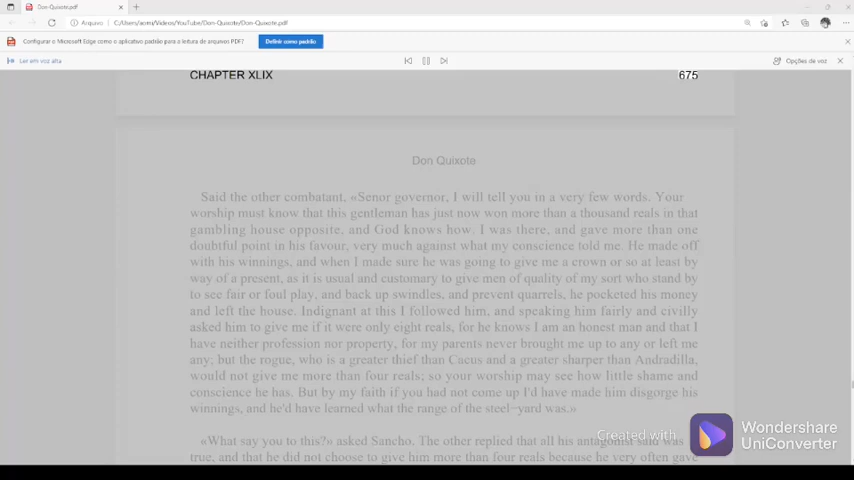 Don-Quixote.pdf
Arquivo
C:/Users/acms/Videos/YouTube/Don-Quixote/Don-Quixote.pdf
Configurar o Microsoft Edge como o aplicativo padrão para a leitura de arquivos PDF?
Definir como padrão
Ler em voz alta
Opções de voz
CHAPTER XLIX
675
Don Quixote
Said the other combatant, «Senor governor, I will tell you in a very few words. Your
worship must know that this gentleman has just now won more than a thousand reals in that
gambling house opposite, and God knows how. I was there, and gave more than one
doubtful point in his favour, very much against what my conscience told me. He made off
with his winnings, and when I made sure he was going to give me a crown or so at least by
way of a present, as it is usual and customary to give men of quality of my sort who stand by
to see fair or foul play, and back up swindles, and prevent quarrels, he pocketed his money
and left the house. Indignant at this I followed him, and speaking him fairly and civilly
asked him to give me if it were only eight reals, for he knows I am an honest man and that I
have neither profession nor property, for my parents never brought me up to any or left me
any; but the rogue, who is a greater thief than Cacus and a greater sharper than Andradilla,
would not give me more than four reals; so your worship may see how little shame and
conscience he has. But by my faith if you had not come up I'd have made him disgorge his
winnings, and he'd have learned what the range of the steel-yard was.»
«What say you to this?» asked Sancho. The other replied that all his antagonist said was
true, and that he did not choose to give him more than four reals because he very often gave
Created with
Wondershare
UniConverter